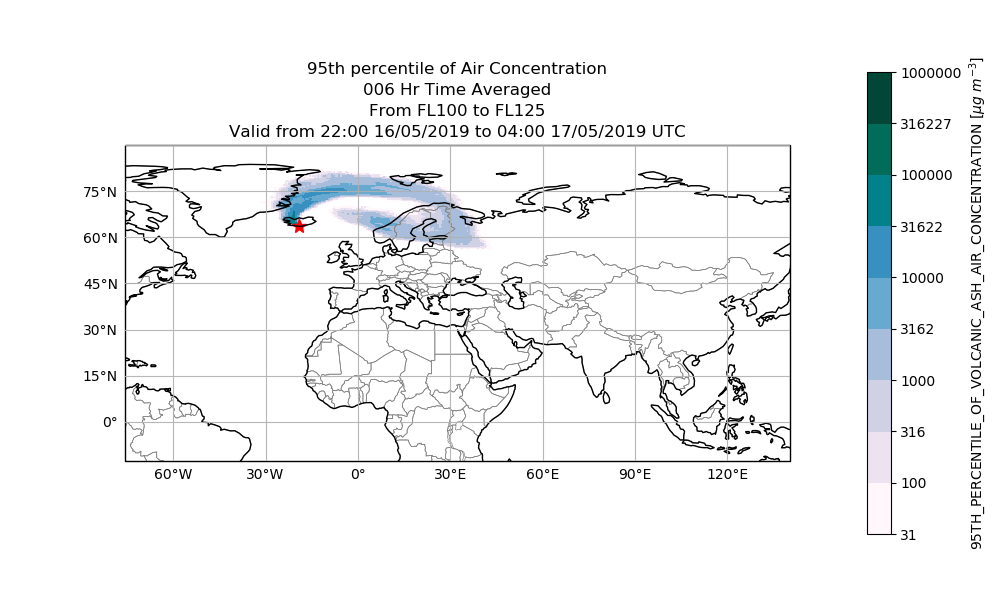 95th percentile of Air Concentration
006 Hr Time Averaged
From FL100 to FL125
Valid from 22:00 16/05/2019 to 04:00 17/05/2019 UTC
75°N
60°N
45°N
30°N
15°N
0°
60°W
30°W
0°
30°E
60°E
90°E
120°E
1000000
316227
100000
31622
10000
3162
1000
316
100
31
95TH_PERCENTILE_OF_VOLCANIC_ASH_AIR_CONCENTRATION [µg m⁻³]